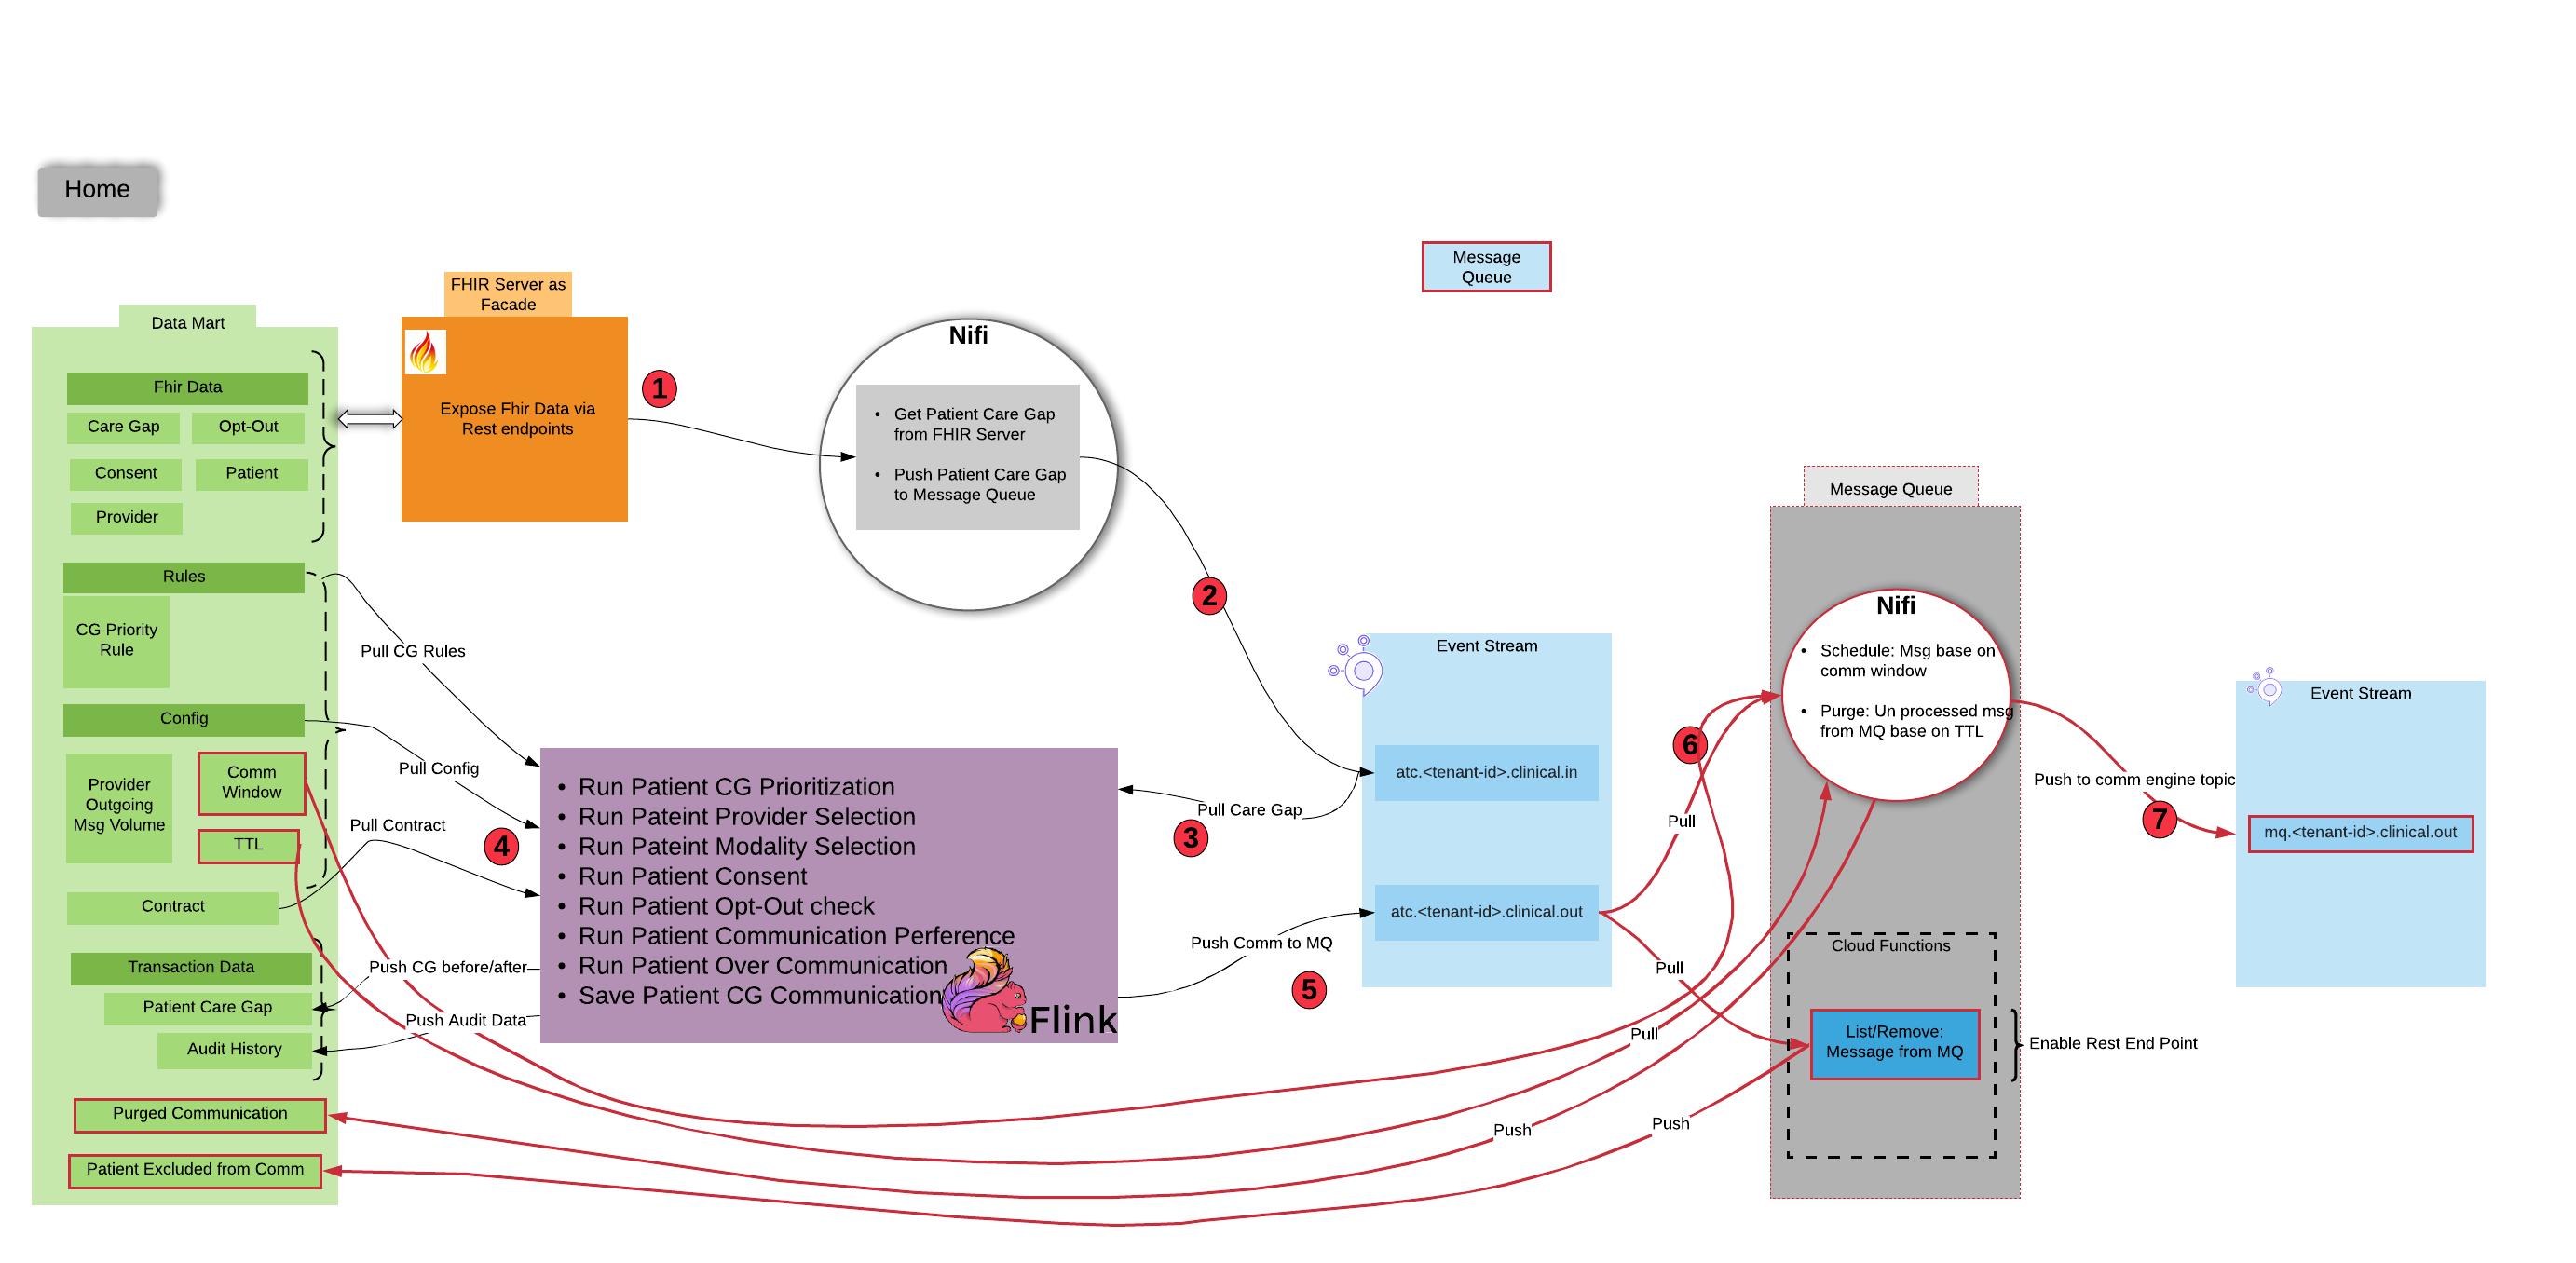 Home
Message
Queue
FHIR Server as
Facade
Data Mart
Fhir Data
Care Gap
Opt-Out
Consent
Patient
Provider
Expose Fhir Data via
Rest endpoints
1
Nifi
• Get Patient Care Gap
from FHIR Server
• Push Patient Care Gap
to Message Queue
2
Rules
CG Priority
Rule
Pull CG Rules
Config
Pull Config
Provider
Outgoing
Msg Volume
Comm
Window
TTL
Pull Contract
4
Contract
Transaction Data
Push CG before/after
Patient Care Gap
Push Audit Data
Audit History
Purged Communication
Patient Excluded from Comm
• Run Patient CG Prioritization
• Run Pateint Provider Selection
• Run Pateint Modality Selection
• Run Patient Consent
• Run Patient Opt-Out check
• Run Patient Communication Perference
• Run Patient Over Communication
• Save Patient CG Communication
Flink
Pull Care Gap
3
Push Comm to MQ
5
Event Stream
atc.<tenant-id>.clinical.in
atc.<tenant-id>.clinical.out
6
Pull
Pull
Pull
Push
Push
Message Queue
Nifi
• Schedule: Msg base on
comm window
• Purge: Un processed msg
from MQ base on TTL
Cloud Functions
List/Remove:
Message from MQ
Enable Rest End Point
Push to comm engine topic
7
Event Stream
mq.<tenant-id>.clinical.out